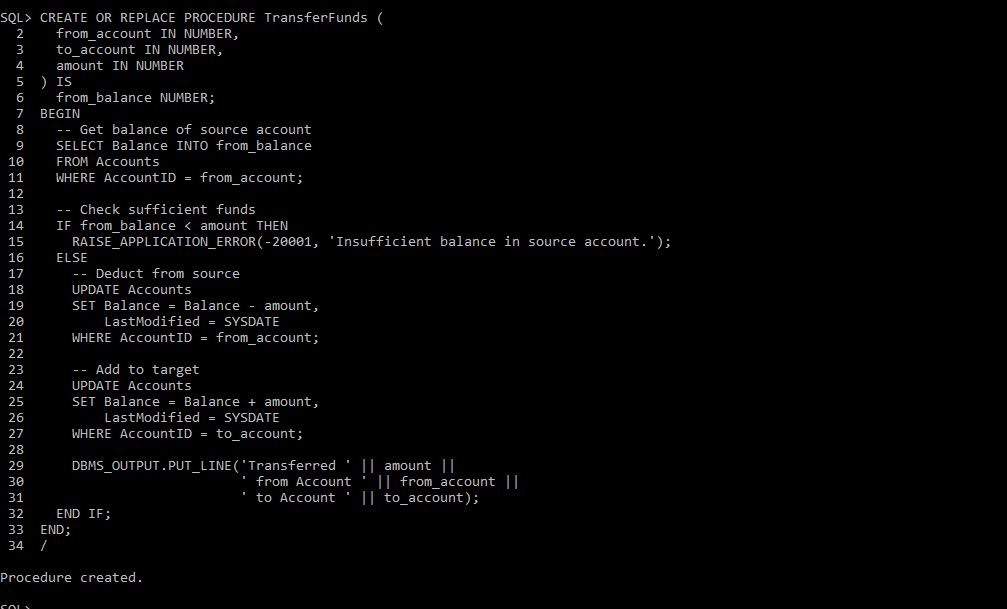 SQL> CREATE OR REPLACE PROCEDURE TransferFunds (
  2    from_account IN NUMBER,
  3    to_account IN NUMBER,
  4    amount IN NUMBER
  5  ) IS
  6    from_balance NUMBER;
  7  BEGIN
  8    -- Get balance of source account
  9    SELECT Balance INTO from_balance
 10    FROM Accounts
 11    WHERE AccountID = from_account;
 12
 13    -- Check sufficient funds
 14    IF from_balance < amount THEN
 15      RAISE_APPLICATION_ERROR(-20001, 'Insufficient balance in source account.');
 16    ELSE
 17      -- Deduct from source
 18      UPDATE Accounts
 19      SET Balance = Balance - amount,
 20          LastModified = SYSDATE
 21      WHERE AccountID = from_account;
 22
 23      -- Add to target
 24      UPDATE Accounts
 25      SET Balance = Balance + amount,
 26          LastModified = SYSDATE
 27      WHERE AccountID = to_account;
 28
 29      DBMS_OUTPUT.PUT_LINE('Transferred ' || amount ||
 30                           ' from Account ' || from_account ||
 31                           ' to Account ' || to_account);
 32    END IF;
 33  END;
 34  /
Procedure created.
SQL>